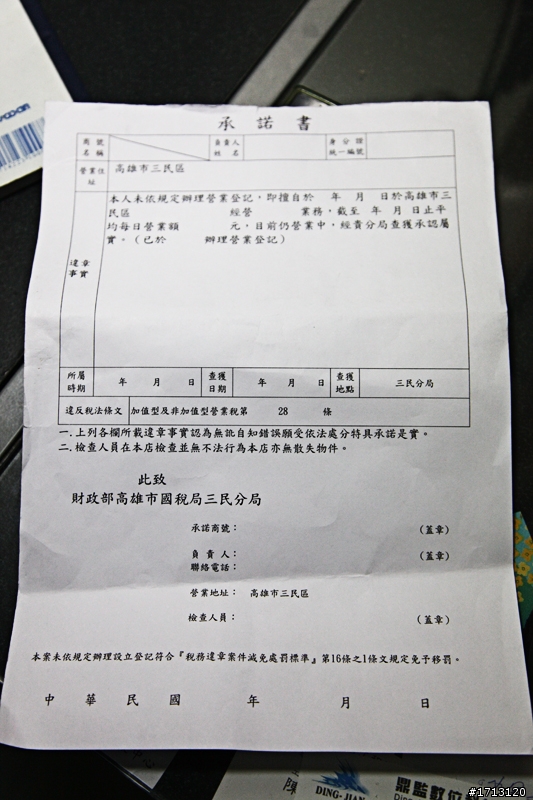 承諾書
商號名稱
負責人姓名
身分證統一編號
營業住址
高雄市三民區
違章事實
本人未依規定辦理營業登記，即擅自於　年　月　日於高雄市三
民區　　　經營　　　業務，截至　年　月　日止平
均每日營業額　　　元，目前仍營業中，經貴分局查獲承認屬
實。（已於　　　辦理營業登記）
所屬時期　年　月　日　查獲日期　年　月　日　查獲地點　三民分局
違反稅法條文　加值型及非加值型營業稅第　28　條
一.上列各欄所載違章事實認為無訛自知錯誤願受依法處分特具承諾是實。
二.檢查人員在本店檢查並無不法行為本店亦無散失物件。
此致
財政部高雄市國稅局三民分局
承諾商號：　（蓋章）
負責人：　（蓋章）
聯絡電話：
營業地址：　高雄市三民區
檢查人員：　（蓋章）
本案未依規定辦理設立登記符合『稅務違章案件減免處罰標準』第16條之1條文規定免予移罰。
中華民國　年　月　日
DING-JIAN
鼎監數位
#1713120